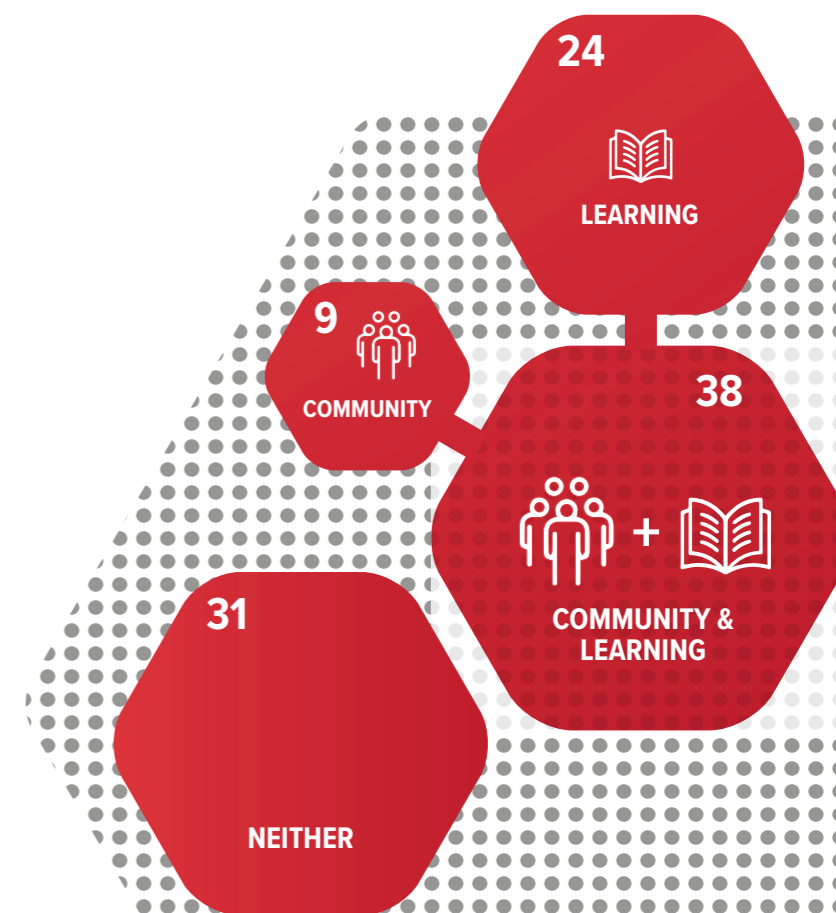 24
LEARNING
9
COMMUNITY
38
+
COMMUNITY &
LEARNING
31
NEITHER